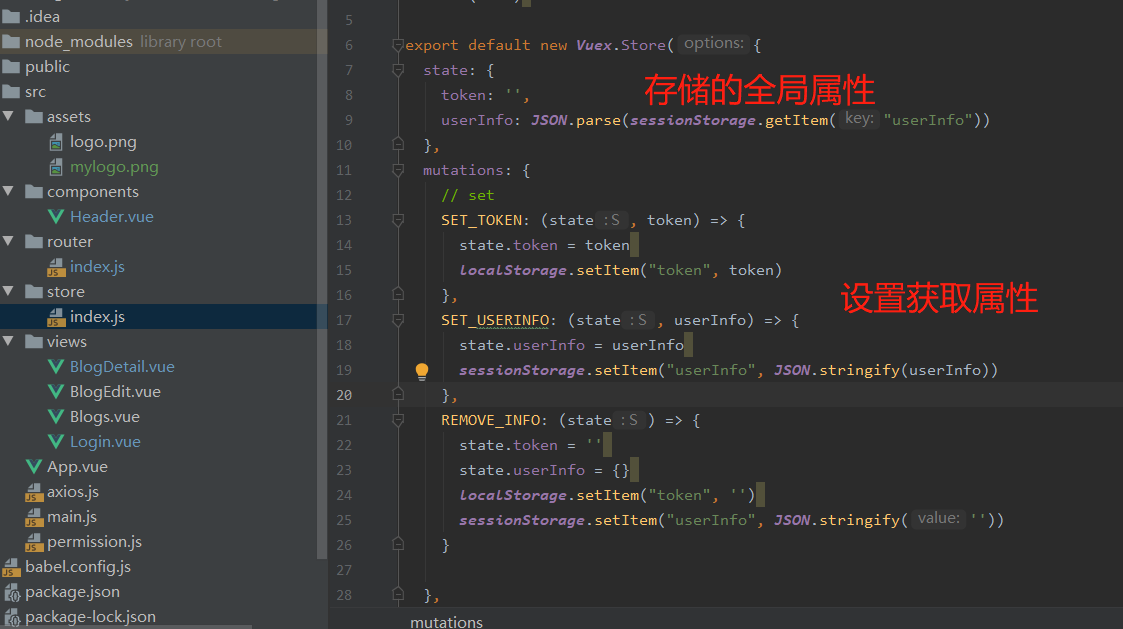 .idea
node_modules library root
public
src
assets
logo.png
mylogo.png
components
Header.vue
router
index.js
store
index.js
views
BlogDetail.vue
BlogEdit.vue
Blogs.vue
Login.vue
App.vue
axios.js
main.js
permission.js
babel.config.js
package.json
package-lock.json
5
6 export default new Vuex.Store( options: {
7 state: {
8 token: '',
9 userInfo: JSON.parse(sessionStorage.getItem( key: "userInfo"))
10 },
11 mutations: {
12 // set
13 SET_TOKEN: (state :S , token) => {
14 state.token = token
15 localStorage.setItem("token", token)
16 },
17 SET_USERINFO: (state :S , userInfo) => {
18 state.userInfo = userInfo
19 sessionStorage.setItem("userInfo", JSON.stringify(userInfo))
20 },
21 REMOVE_INFO: (state :S ) => {
22 state.token = ''
23 state.userInfo = {}
24 localStorage.setItem("token", '')
25 sessionStorage.setItem("userInfo", JSON.stringify( value: ''))
26 }
27
28 },
存储的全局属性
设置获取属性
mutations